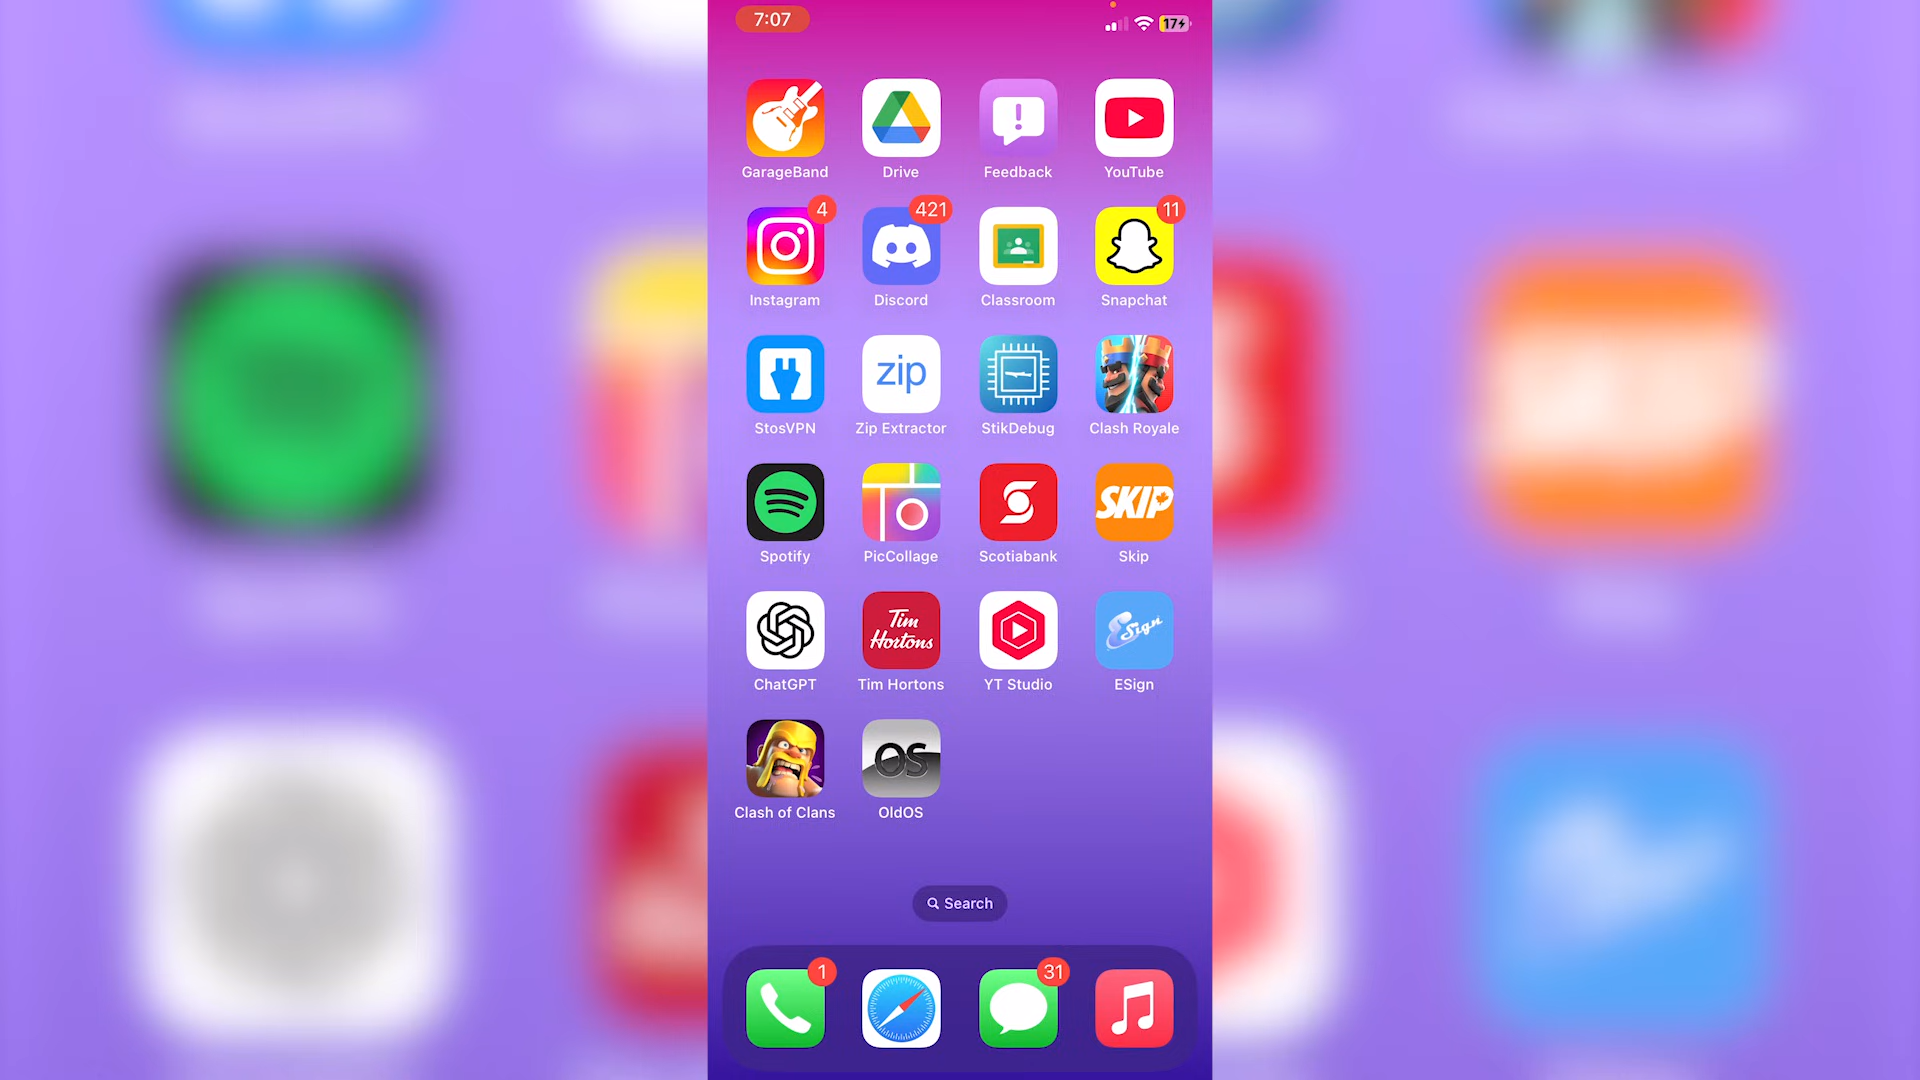 7:07
17
GarageBand Drive Feedback YouTube
4 421 11
Instagram Discord Classroom Snapchat
zip
StosVPN Zip Extractor StikDebug Clash Royale
SKIP
Spotify PicCollage Scotiabank Skip
Tim
Hortons
ESign
ChatGPT Tim Hortons YT Studio ESign
OS
Clash of Clans OldOS
Search
1 31